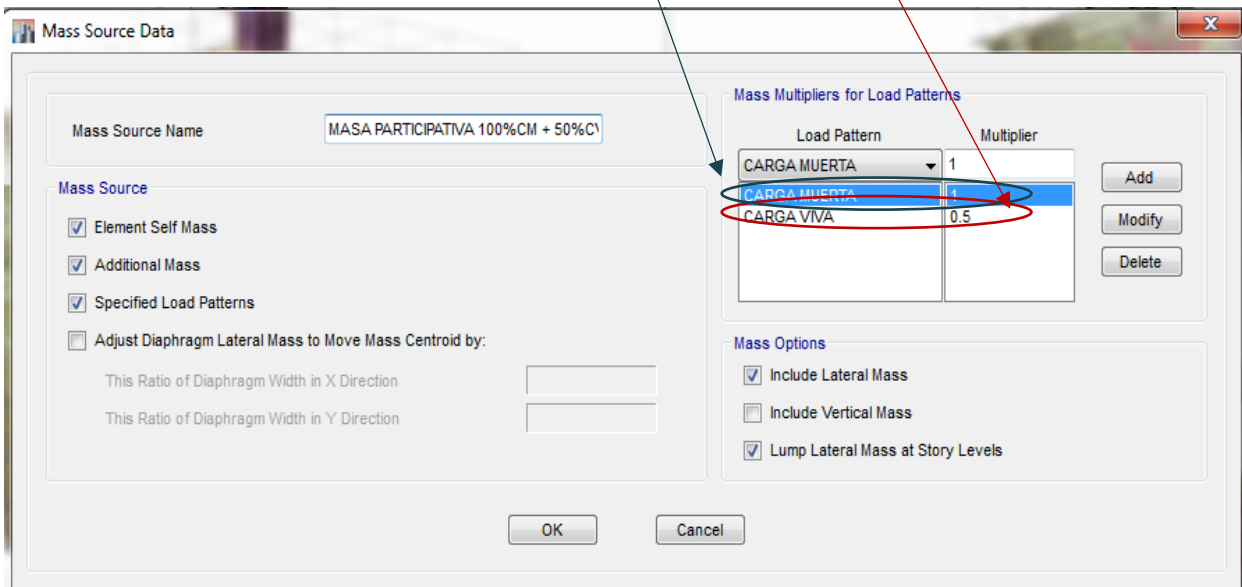 Mass Source Data
x
Mass Source Name
MASA PARTICIPATIVA 100%CM + 50%CV
Mass Source
Element Self Mass
Additional Mass
Specified Load Patterns
Adjust Diaphragm Lateral Mass to Move Mass Centroid by:
This Ratio of Diaphragm Width in X Direction
This Ratio of Diaphragm Width in Y Direction
Mass Multipliers for Load Patterns
Load Pattern Multiplier
CARGA MUERTA 1
CARGA MUERTA 1
CARGA VIVA 0.5
Add
Modify
Delete
Mass Options
Include Lateral Mass
Include Vertical Mass
Lump Lateral Mass at Story Levels
OK Cancel